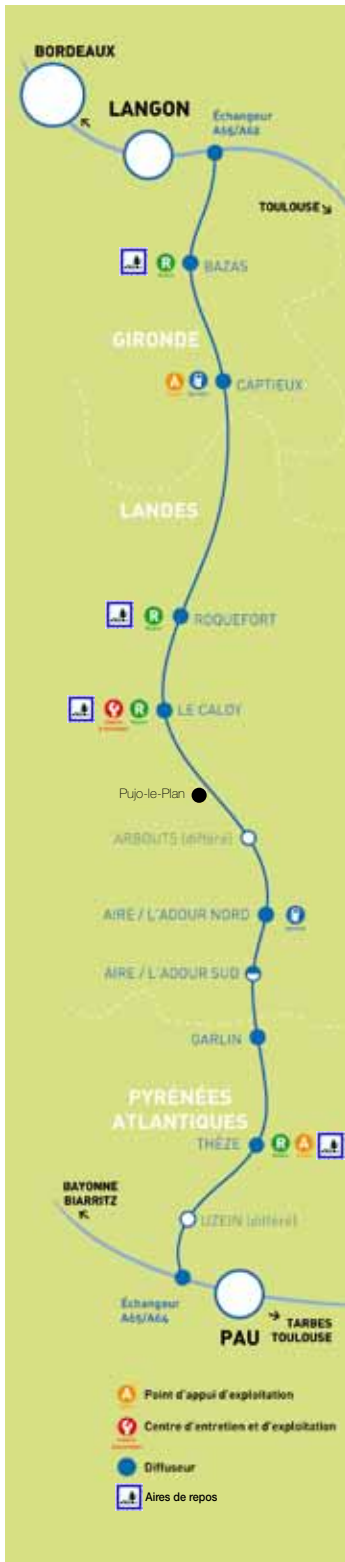 BORDEAUX
LANGON
Échangeur
A65/A62
TOULOUSE
R
BAZAS
GIRONDE
A
CAPTIEUX
LANDES
R
ROQUEFORT
R
LE CALOY
Pujo-le-Plan
ARBOUTS (différé)
AIRE / L'ADOUR NORD
AIRE / L'ADOUR SUD
GARLIN
PYRÉNÉES
ATLANTIQUES
THÈZE
R
A
BAYONNE
BIARRITZ
UZEIN (différé)
Échangeur
A65/A64
PAU
TARBES
TOULOUSE
A
Point d'appui d'exploitation
Centre d'entretien et d'exploitation
Diffuseur
Aires de repos